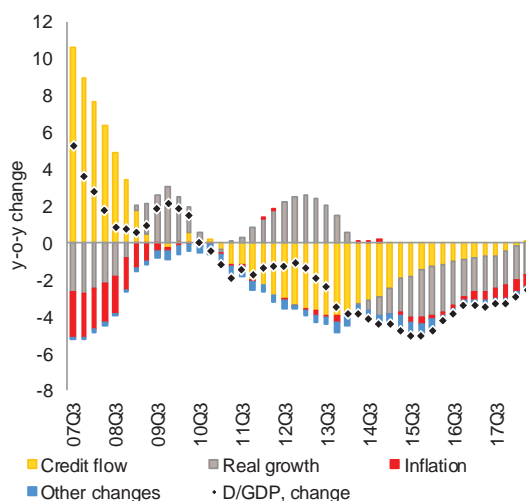 12
10
8
6
4
2
0
-2
-4
-6
-8
y-o-y change
07Q3
08Q3
09Q3
10Q3
11Q3
12Q3
13Q3
14Q3
15Q3
16Q3
17Q3
Credit flow Real growth Inflation
Other changes D/GDP, change